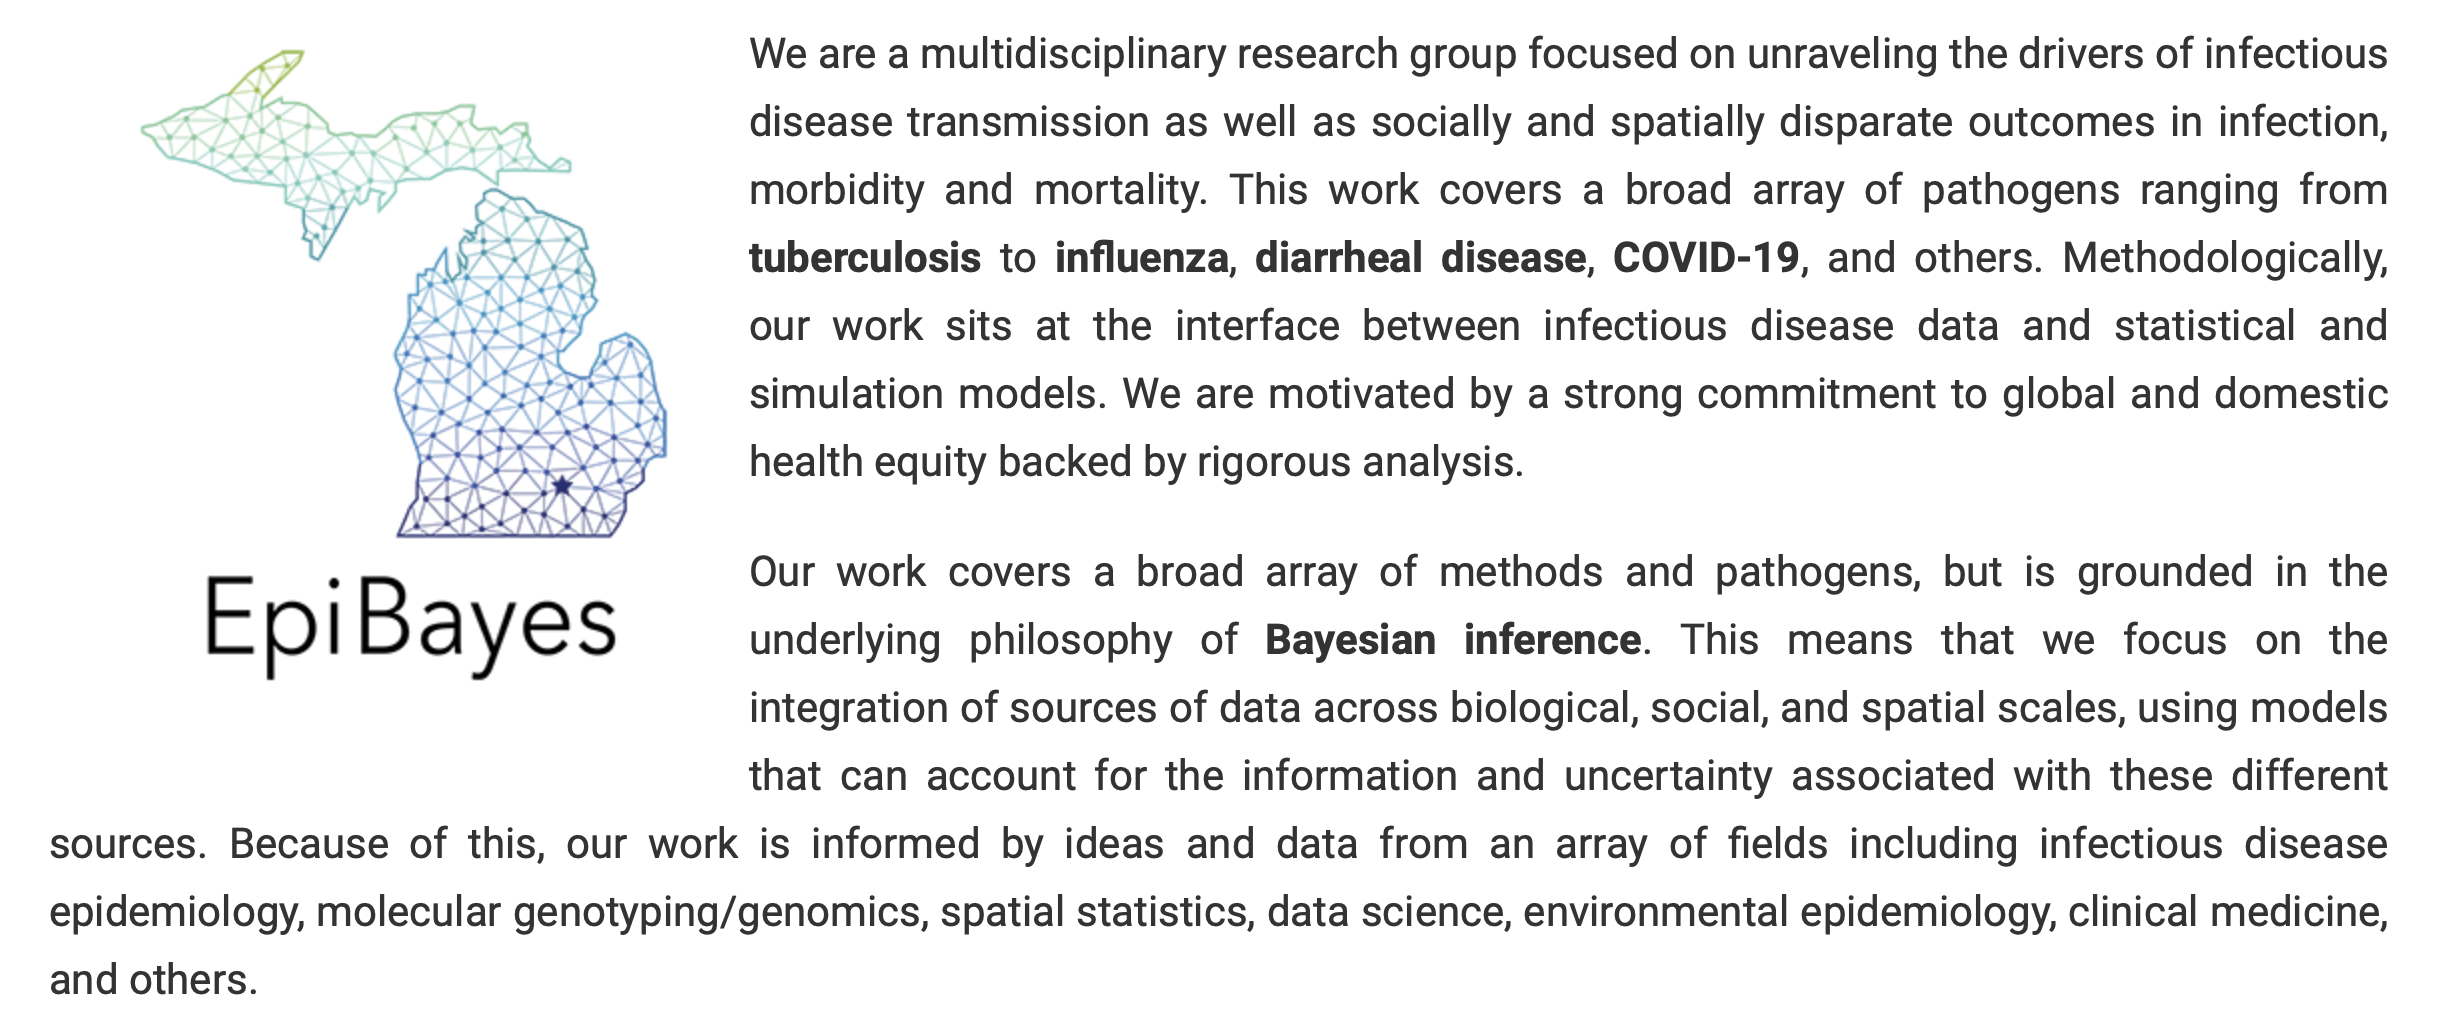 We are a multidisciplinary research group focused on unraveling the drivers of infectious
disease transmission as well as socially and spatially disparate outcomes in infection,
morbidity and mortality. This work covers a broad array of pathogens ranging from
tuberculosis to influenza, diarrheal disease, COVID-19, and others. Methodologically,
our work sits at the interface between infectious disease data and statistical and
simulation models. We are motivated by a strong commitment to global and domestic
health equity backed by rigorous analysis.
EpiBayes
Our work covers a broad array of methods and pathogens, but is grounded in the
underlying philosophy of Bayesian inference. This means that we focus on the
integration of sources of data across biological, social, and spatial scales, using models
that can account for the information and uncertainty associated with these different
sources. Because of this, our work is informed by ideas and data from an array of fields including infectious disease
epidemiology, molecular genotyping/genomics, spatial statistics, data science, environmental epidemiology, clinical medicine,
and others.